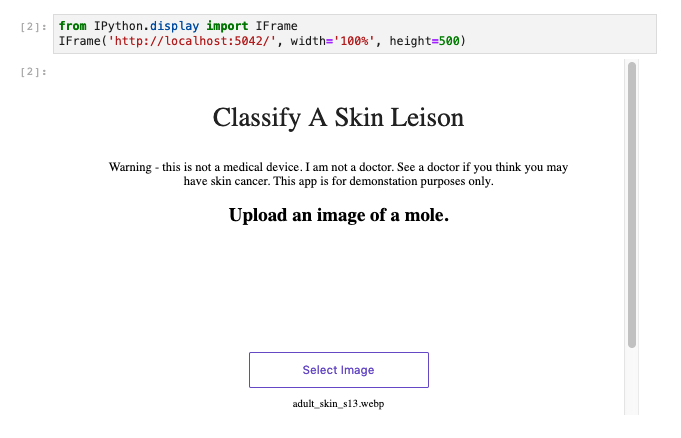 [2]: from IPython.display import IFrame
IFrame('http://localhost:5042/', width='100%', height=500)
[2]:
Classify A Skin Leison
Warning - this is not a medical device. I am not a doctor. See a doctor if you think you may
have skin cancer. This app is for demonstation purposes only.
Upload an image of a mole.
Select Image
adult_skin_s13.webp